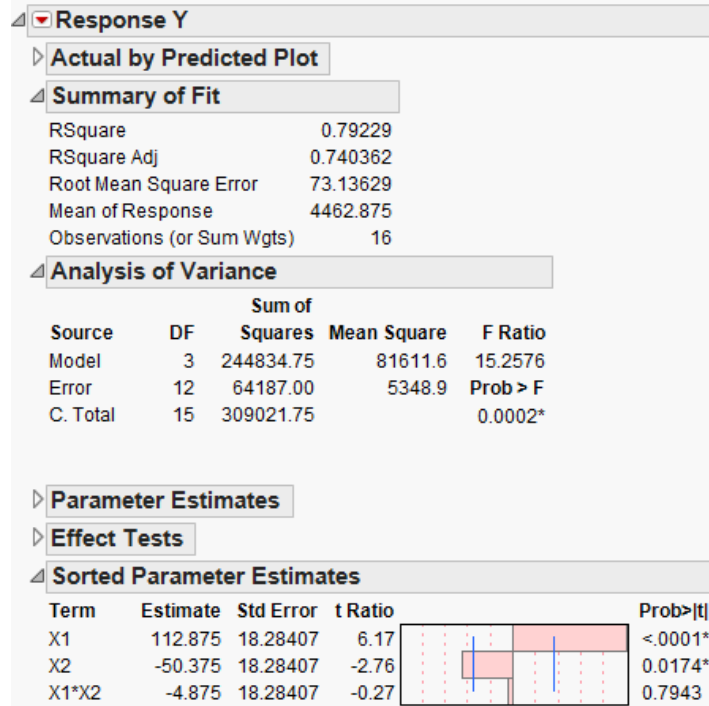 Response Y
Actual by Predicted Plot
Summary of Fit
RSquare 0.79229
RSquare Adj 0.740362
Root Mean Square Error 73.13629
Mean of Response 4462.875
Observations (or Sum Wgts) 16
Analysis of Variance
Sum of
Source DF Squares Mean Square F Ratio
Model 3 244834.75 81611.6 15.2576
Error 12 64187.00 5348.9 Prob > F
C. Total 15 309021.75 0.0002*
Parameter Estimates
Effect Tests
Sorted Parameter Estimates
Term Estimate Std Error t Ratio Prob>|t|
X1 112.875 18.28407 6.17 <.0001*
X2 -50.375 18.28407 -2.76 0.0174*
X1*X2 -4.875 18.28407 -0.27 0.7943